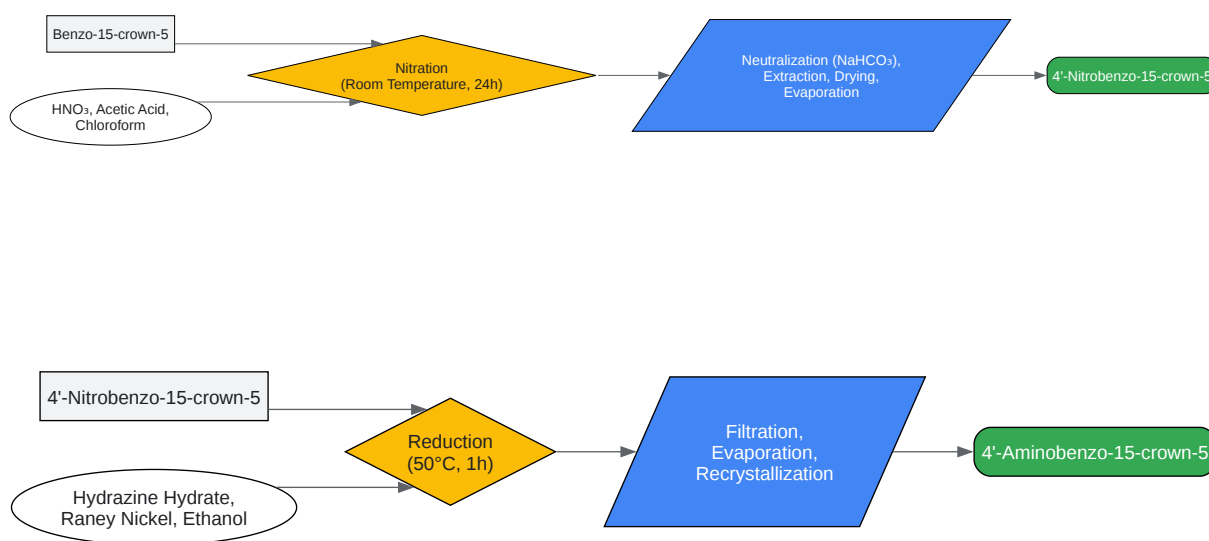 Benzo-15-crown-5
HNO₃, Acetic Acid,
Chloroform
Nitration
(Room Temperature, 24h)
Neutralization (NaHCO₃),
Extraction, Drying,
Evaporation
4'-Nitrobenzo-15-crown-5
4'-Nitrobenzo-15-crown-5
Hydrazine Hydrate,
Raney Nickel, Ethanol
Reduction
(50°C, 1h)
Filtration,
Evaporation,
Recrystallization
4'-Aminobenzo-15-crown-5